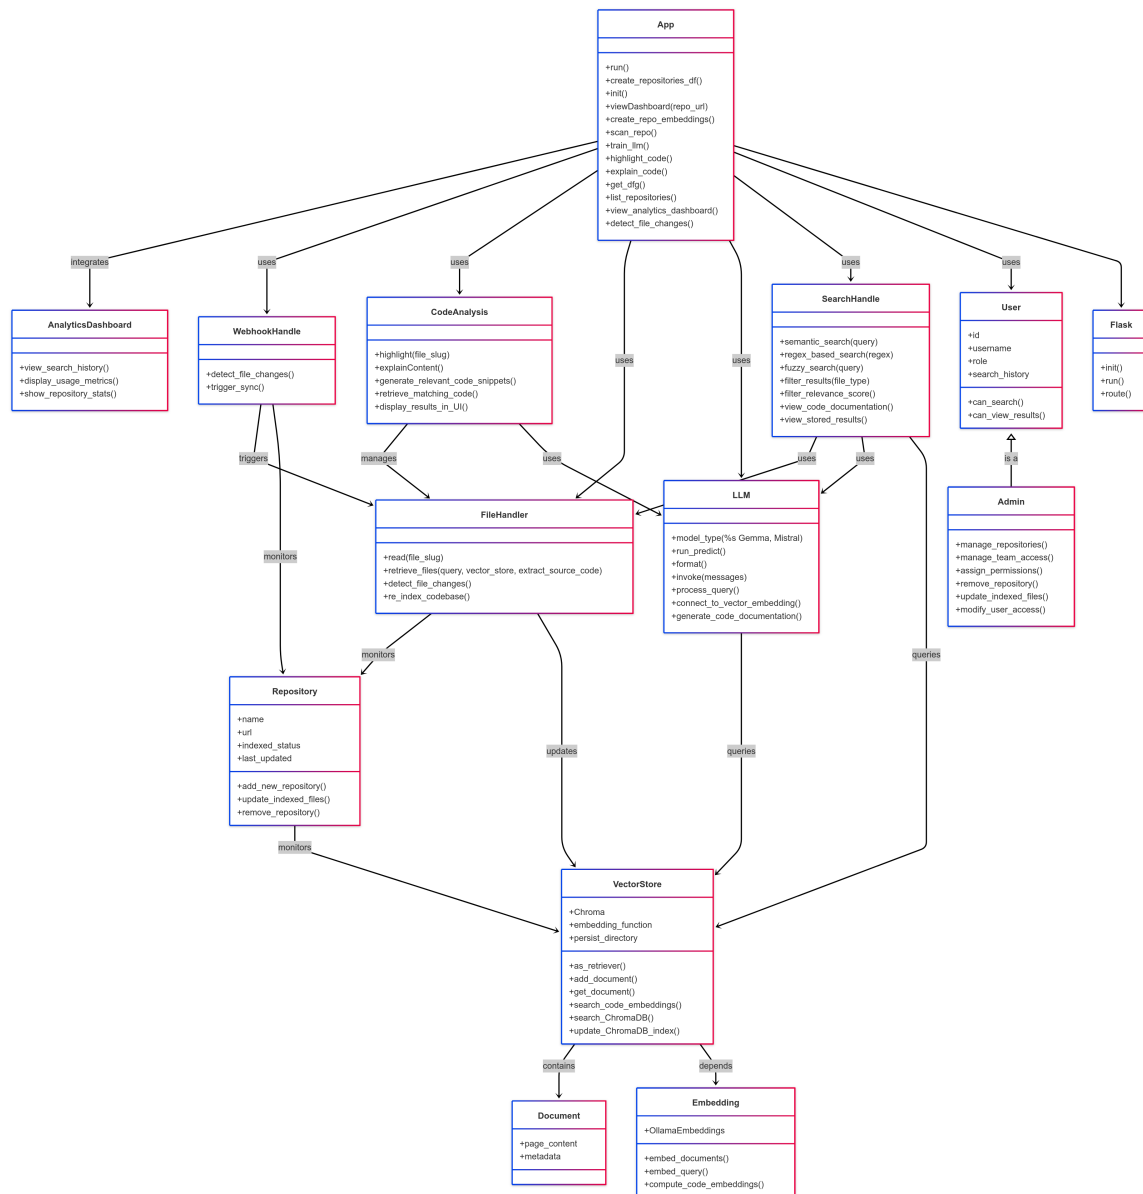 App
+run()
+create_repositories_df()
+init()
+viewDashboard(repo_url)
+create_repo_embeddings()
+scan_repo()
+train_llm()
+highlight_code()
+explain_code()
+get_dfg()
+list_repositories()
+view_analytics_dashboard()
+detect_file_changes()
integrates
uses
uses
uses
uses
uses
uses
AnalyticsDashboard
+view_search_history()
+display_usage_metrics()
+show_repository_stats()
WebhookHandle
+detect_file_changes()
+trigger_sync()
CodeAnalysis
+highlight(file_slug)
+explainContent()
+generate_relevant_code_snippets()
+retrieve_matching_code()
+display_results_in_UI()
SearchHandle
+semantic_search(query)
+regex_based_search(regex)
+fuzzy_search(query)
+filter_results(file_type)
+filter_relevance_score()
+view_code_documentation()
+view_stored_results()
User
+id
+username
+role
+search_history
+can_search()
+can_view_results()
Flask
+init()
+run()
+route()
triggers
manages
uses
uses
uses
is a
FileHandler
+read(file_slug)
+retrieve_files(query, vector_store, extract_source_code)
+detect_file_changes()
+re_index_codebase()
LLM
+model_type(%s Gemma, Mistral)
+run_predict()
+format()
+invoke(messages)
+process_query()
+connect_to_vector_embedding()
+generate_code_documentation()
Admin
+manage_repositories()
+manage_team_access()
+assign_permissions()
+remove_repository()
+update_indexed_files()
+modify_user_access()
monitors
monitors
queries
Repository
+name
+url
+indexed_status
+last_updated
+add_new_repository()
+update_indexed_files()
+remove_repository()
updates
queries
monitors
VectorStore
+Chroma
+embedding_function
+persist_directory
+as_retriever()
+add_document()
+get_document()
+search_code_embeddings()
+search_ChromaDB()
+update_ChromaDB_index()
contains
depends
Document
+page_content
+metadata
Embedding
+OllamaEmbeddings
+embed_documents()
+embed_query()
+compute_code_embeddings()